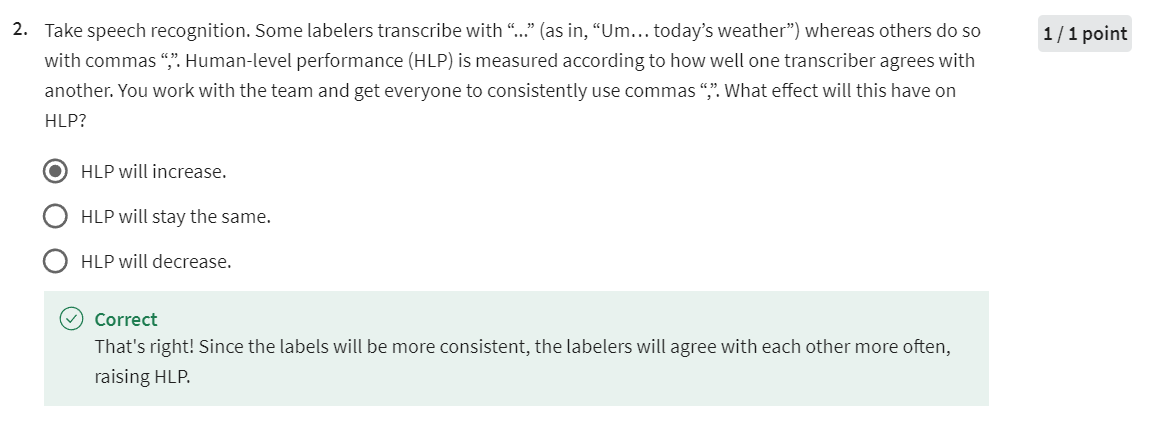 2. Take speech recognition. Some labelers transcribe with “...” (as in, “Um… today’s weather”) whereas others do so
1 / 1 point
with commas “,”. Human-level performance (HLP) is measured according to how well one transcriber agrees with
another. You work with the team and get everyone to consistently use commas “,”. What effect will this have on
HLP?
HLP will increase.
HLP will stay the same.
HLP will decrease.
Correct
That's right! Since the labels will be more consistent, the labelers will agree with each other more often,
raising HLP.